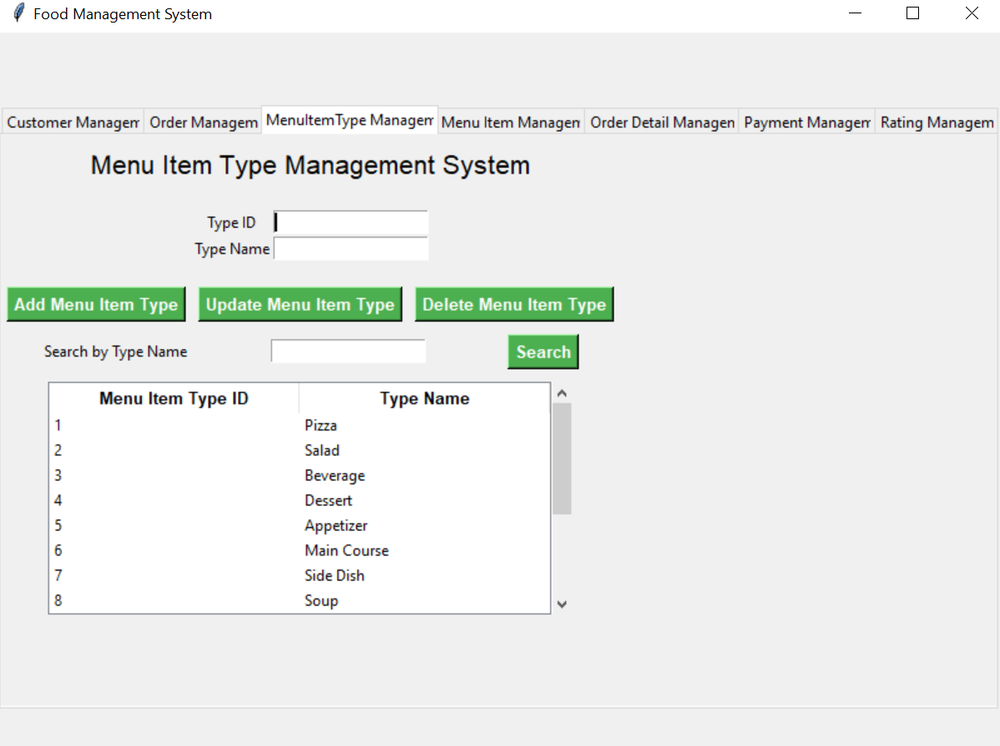 Food Management System
Customer Managem Order Managem MenuItemType Managem Menu Item Managen Order Detail Managen Payment Managem Rating Managem
Menu Item Type Management System
Type ID
Type Name
Add Menu Item Type Update Menu Item Type Delete Menu Item Type
Search by Type Name Search
Menu Item Type ID Type Name
1 Pizza
2 Salad
3 Beverage
4 Dessert
5 Appetizer
6 Main Course
7 Side Dish
8 Soup